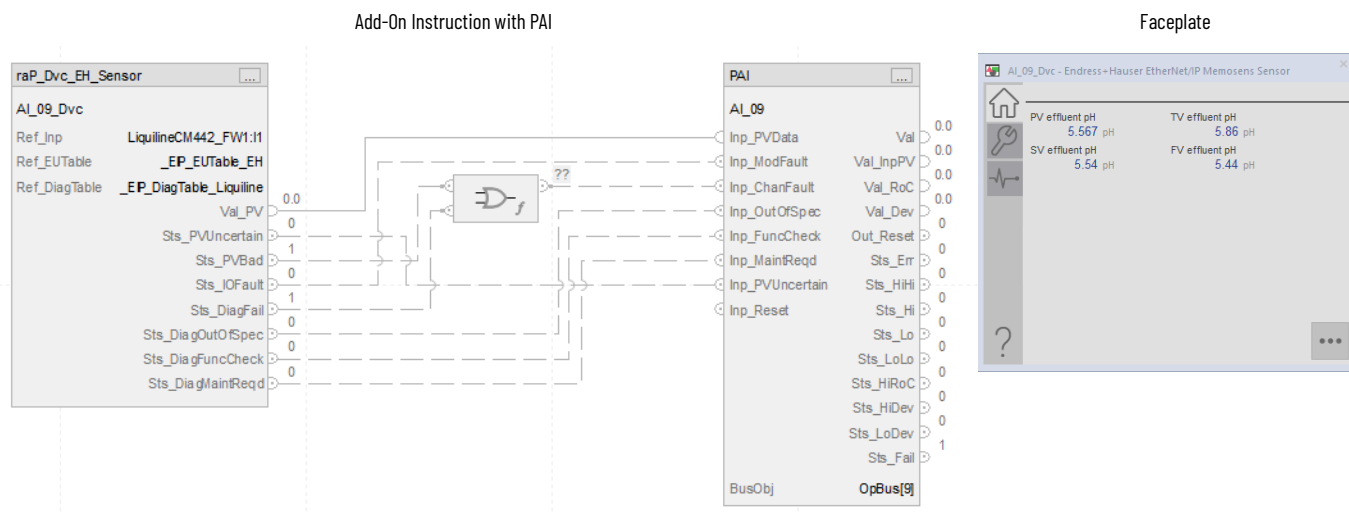 Add-On Instruction with PAI
Faceplate
raP_Dvc_EH_Sensor ...
AI_09_Dvc
Ref_Inp LiquilineCM442_FW1:I1
Ref_EUTable _EIP_EUTable_EH
Ref_DiagTable _EIP_DiagTable_Liquiline
Val_PV 0.0
Sts_PVUncertain 0
Sts_PVBad 1
Sts_IOFault 0
Sts_DiagFail 1
Sts_DiagOutOfSpec 0
Sts_DiagFuncCheck 0
Sts_DiagMaintReqd 0
f
??
PAI ...
AI_09
Inp_PVData Val 0.0
Inp_ModFault Val_InpPV 0.0
Inp_ChanFault Val_RoC 0.0
Inp_OutOfSpec Val_Dev 0.0
Inp_FuncCheck Out_Reset 0
Inp_MaintReqd Sts_Err 0
Inp_PVUncertain Sts_HiHi 0
Inp_Reset Sts_Hi 0
Sts_Lo 0
Sts_LoLo 0
Sts_HiRoC 0
Sts_HiDev 0
Sts_LoDev 0
Sts_Fail 1
BusObj OpBus[9]
AI_09_Dvc - Endress+Hauser EtherNet/IP Memosens Sensor
PV effluent pH TV effluent pH
5.567 pH 5.86 pH
SV effluent pH FV effluent pH
5.54 pH 5.44 pH
?